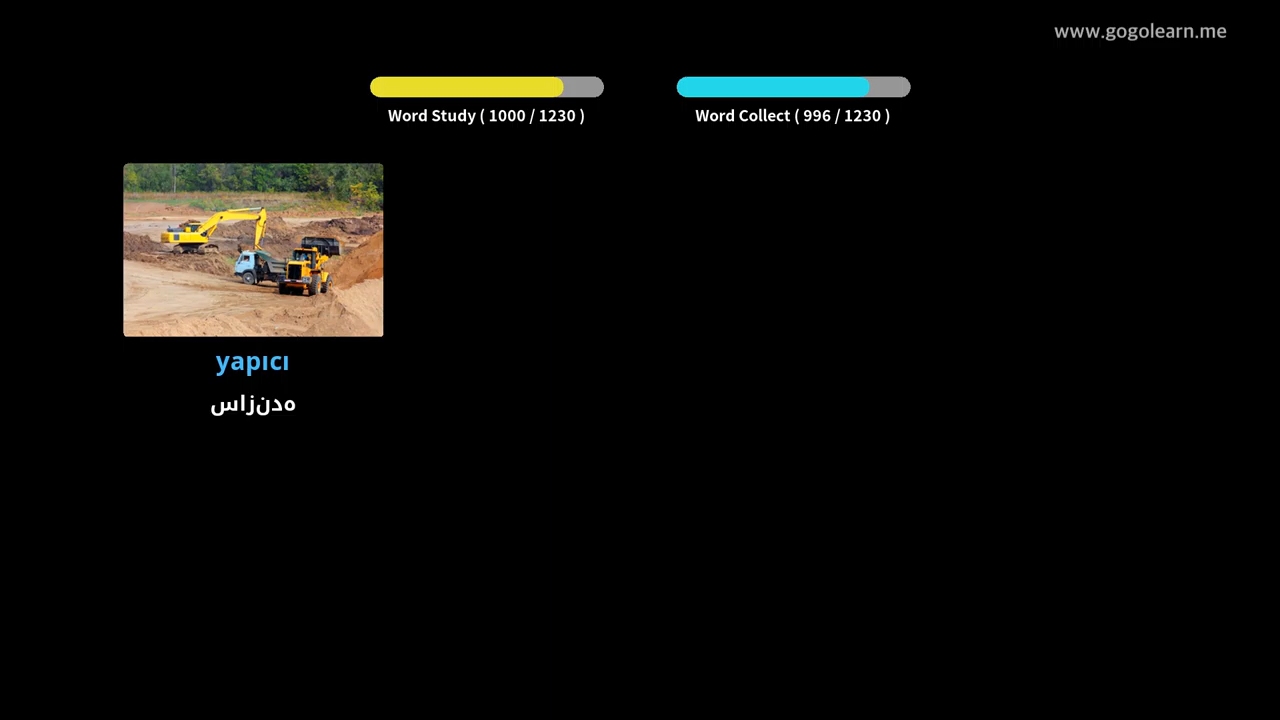 www.gogolearn.me
Word Study ( 1000 / 1230 )
Word Collect ( 996 / 1230 )
yapıcı
سازنده